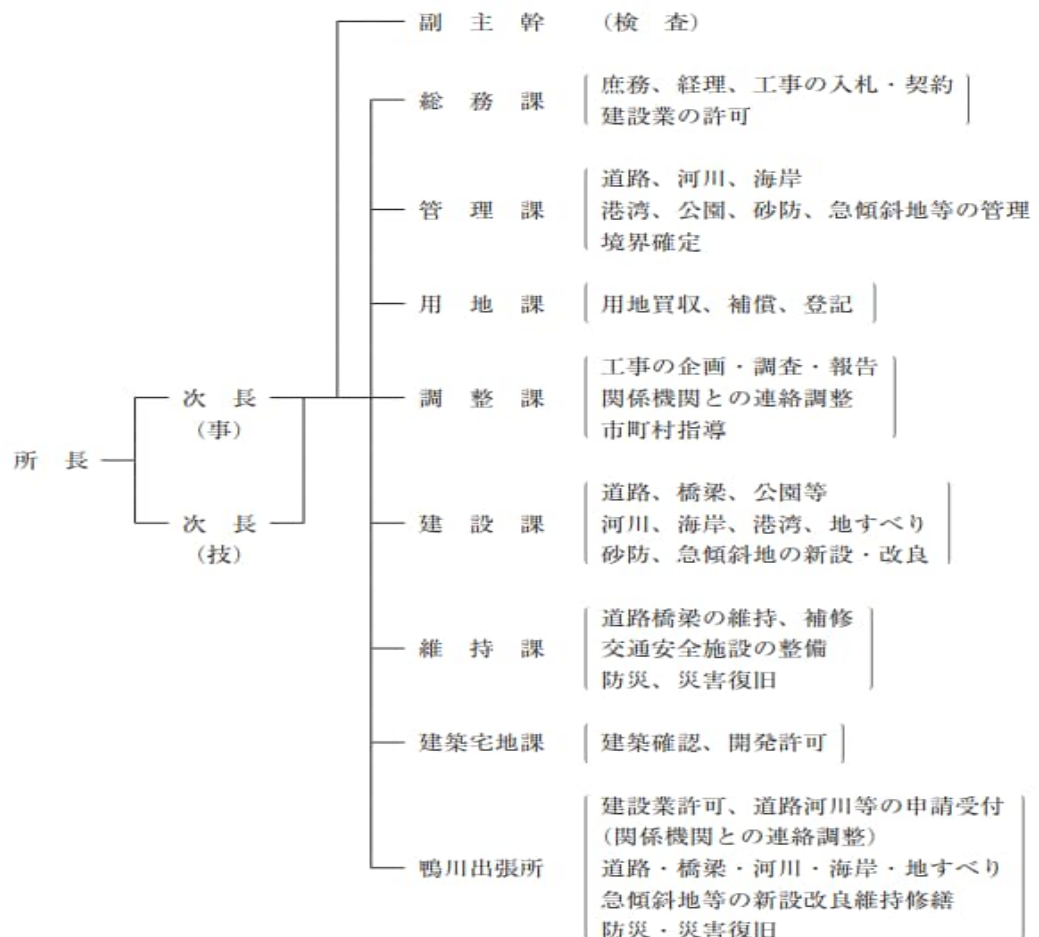 副主幹 （検　査）
総務課 庶務、経理、工事の入札・契約
建設業の許可
管理課 道路、河川、海岸
港湾、公園、砂防、急傾斜地等の管理
境界確定
用地課 用地買収、補償、登記
調整課 工事の企画・調査・報告
関係機関との連絡調整
市町村指導
所長
次長
（事）
次長
（技）
建設課 道路、橋梁、公園等
河川、海岸、港湾、地すべり
砂防、急傾斜地の新設・改良
維持課 道路橋梁の維持、補修
交通安全施設の整備
防災、災害復旧
建築宅地課 建築確認、開発許可
鴨川出張所 建設業許可、道路河川等の申請受付
（関係機関との連絡調整）
道路・橋梁・河川・海岸・地すべり
急傾斜地等の新設改良維持修繕
防災・災害復旧